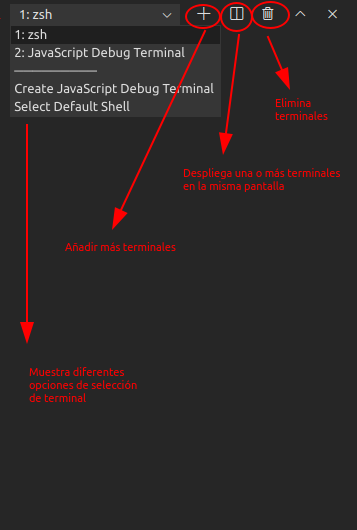 1: zsh
1: zsh
2: JavaScript Debug Terminal
Create JavaScript Debug Terminal
Select Default Shell
Elimina
terminales
Despliega una o más terminales
en la misma pantalla
Añadir más terminales
Muestra diferentes
opciones de selección
de terminal